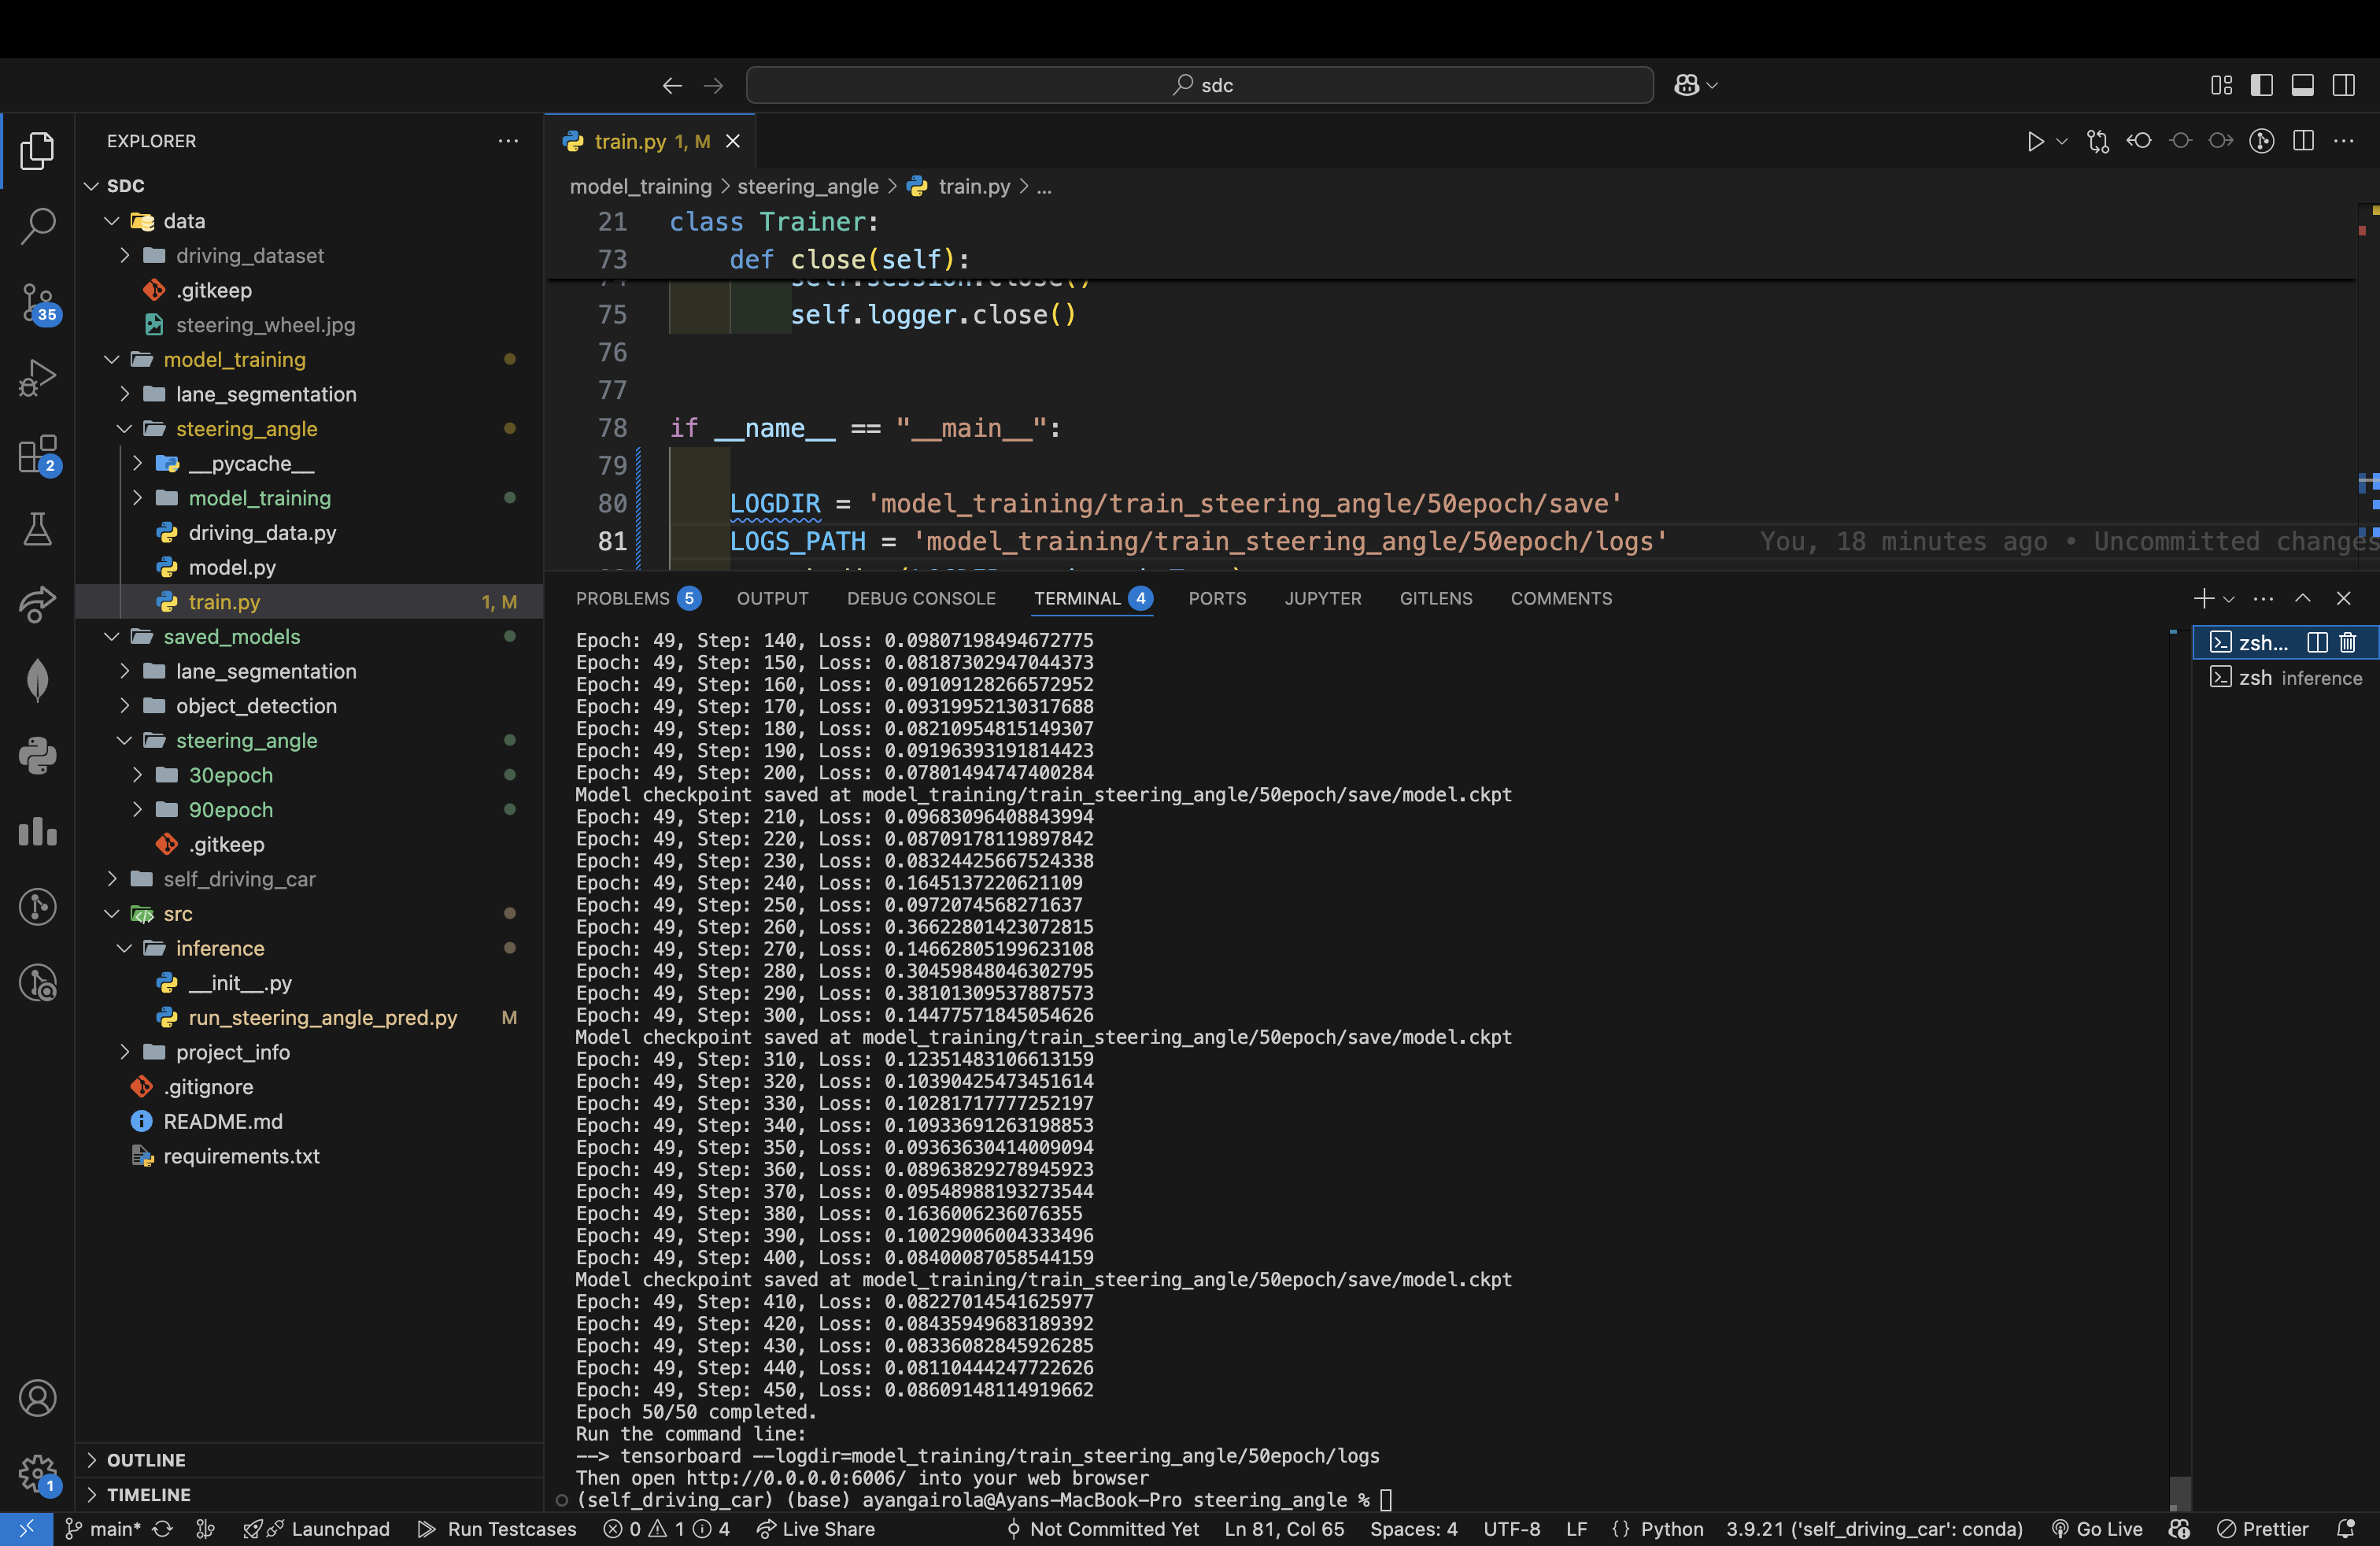 sdc
EXPLORER
SDC
data
driving_dataset
.gitkeep
steering_wheel.jpg
model_training
lane_segmentation
steering_angle
__pycache__
model_training
driving_data.py
model.py
train.py 1, M
saved_models
lane_segmentation
object_detection
steering_angle
30epoch
90epoch
.gitkeep
self_driving_car
src
inference
__init__.py
run_steering_angle_pred.py M
project_info
.gitignore
README.md
requirements.txt
OUTLINE
TIMELINE
35
2
1
train.py 1, M
model_training > steering_angle > train.py > ...
21 class Trainer:
73 def close(self):
75 self.logger.close()
76
77
78 if __name__ == "__main__":
79
80 LOGDIR = 'model_training/train_steering_angle/50epoch/save'
81 LOGS_PATH = 'model_training/train_steering_angle/50epoch/logs' You, 18 minutes ago • Uncommitted changes
PROBLEMS 5 OUTPUT DEBUG CONSOLE TERMINAL 4 PORTS JUPYTER GITLENS COMMENTS
Epoch: 49, Step: 140, Loss: 0.09807198494672775
Epoch: 49, Step: 150, Loss: 0.08187302947044373
Epoch: 49, Step: 160, Loss: 0.09109128266572952
Epoch: 49, Step: 170, Loss: 0.09319952130317688
Epoch: 49, Step: 180, Loss: 0.08210954815149307
Epoch: 49, Step: 190, Loss: 0.09196393191814423
Epoch: 49, Step: 200, Loss: 0.07801494747400284
Model checkpoint saved at model_training/train_steering_angle/50epoch/save/model.ckpt
Epoch: 49, Step: 210, Loss: 0.09683096408843994
Epoch: 49, Step: 220, Loss: 0.08709178119897842
Epoch: 49, Step: 230, Loss: 0.08324425667524338
Epoch: 49, Step: 240, Loss: 0.1645137220621109
Epoch: 49, Step: 250, Loss: 0.0972074568271637
Epoch: 49, Step: 260, Loss: 0.36622801423072815
Epoch: 49, Step: 270, Loss: 0.14662805199623108
Epoch: 49, Step: 280, Loss: 0.30459848046302795
Epoch: 49, Step: 290, Loss: 0.38101309537887573
Epoch: 49, Step: 300, Loss: 0.14477571845054626
Model checkpoint saved at model_training/train_steering_angle/50epoch/save/model.ckpt
Epoch: 49, Step: 310, Loss: 0.12351483106613159
Epoch: 49, Step: 320, Loss: 0.10390425473451614
Epoch: 49, Step: 330, Loss: 0.10281717777252197
Epoch: 49, Step: 340, Loss: 0.10933691263198853
Epoch: 49, Step: 350, Loss: 0.09363630414009094
Epoch: 49, Step: 360, Loss: 0.08963829278945923
Epoch: 49, Step: 370, Loss: 0.09548988193273544
Epoch: 49, Step: 380, Loss: 0.1636006236076355
Epoch: 49, Step: 390, Loss: 0.10029006004333496
Epoch: 49, Step: 400, Loss: 0.08400087058544159
Model checkpoint saved at model_training/train_steering_angle/50epoch/save/model.ckpt
Epoch: 49, Step: 410, Loss: 0.08227014541625977
Epoch: 49, Step: 420, Loss: 0.08435949683189392
Epoch: 49, Step: 430, Loss: 0.08336082845926285
Epoch: 49, Step: 440, Loss: 0.08110444247722626
Epoch: 49, Step: 450, Loss: 0.08609148114919662
Epoch 50/50 completed.
Run the command line:
--> tensorboard --logdir=model_training/train_steering_angle/50epoch/logs
Then open http://0.0.0.0:6006/ into your web browser
(self_driving_car) (base) ayangairola@Ayans-MacBook-Pro steering_angle %
zsh...
zsh inference
main* Launchpad Run Testcases 0 1 4 Live Share Not Committed Yet Ln 81, Col 65 Spaces: 4 UTF-8 LF {} Python 3.9.21 ('self_driving_car': conda) Go Live Prettier